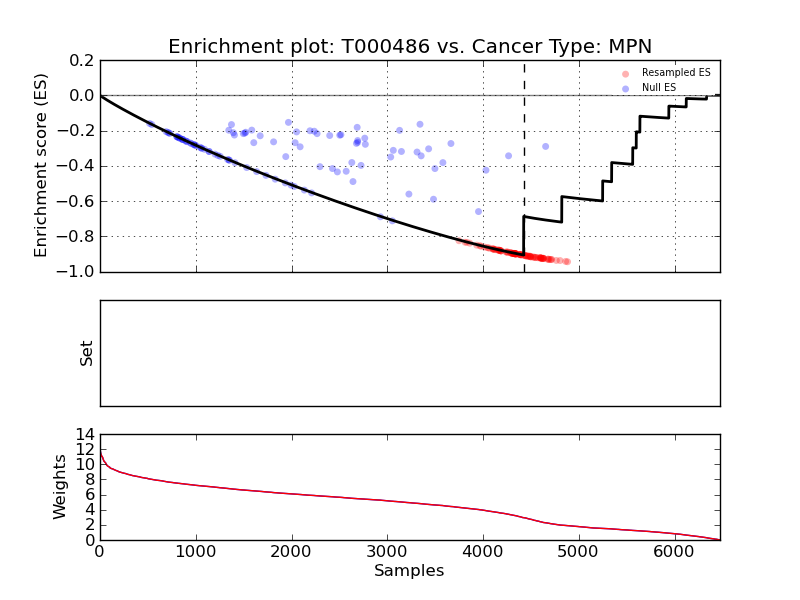 Enrichment plot: T000486 vs. Cancer Type: MPN
Enrichment score (ES)
0.2
0.0
−0.2
−0.4
−0.6
−0.8
−1.0
Resampled ES
Null ES
Set
Weights
14
12
10
8
6
4
2
0
0 1000 2000 3000 4000 5000 6000
Samples